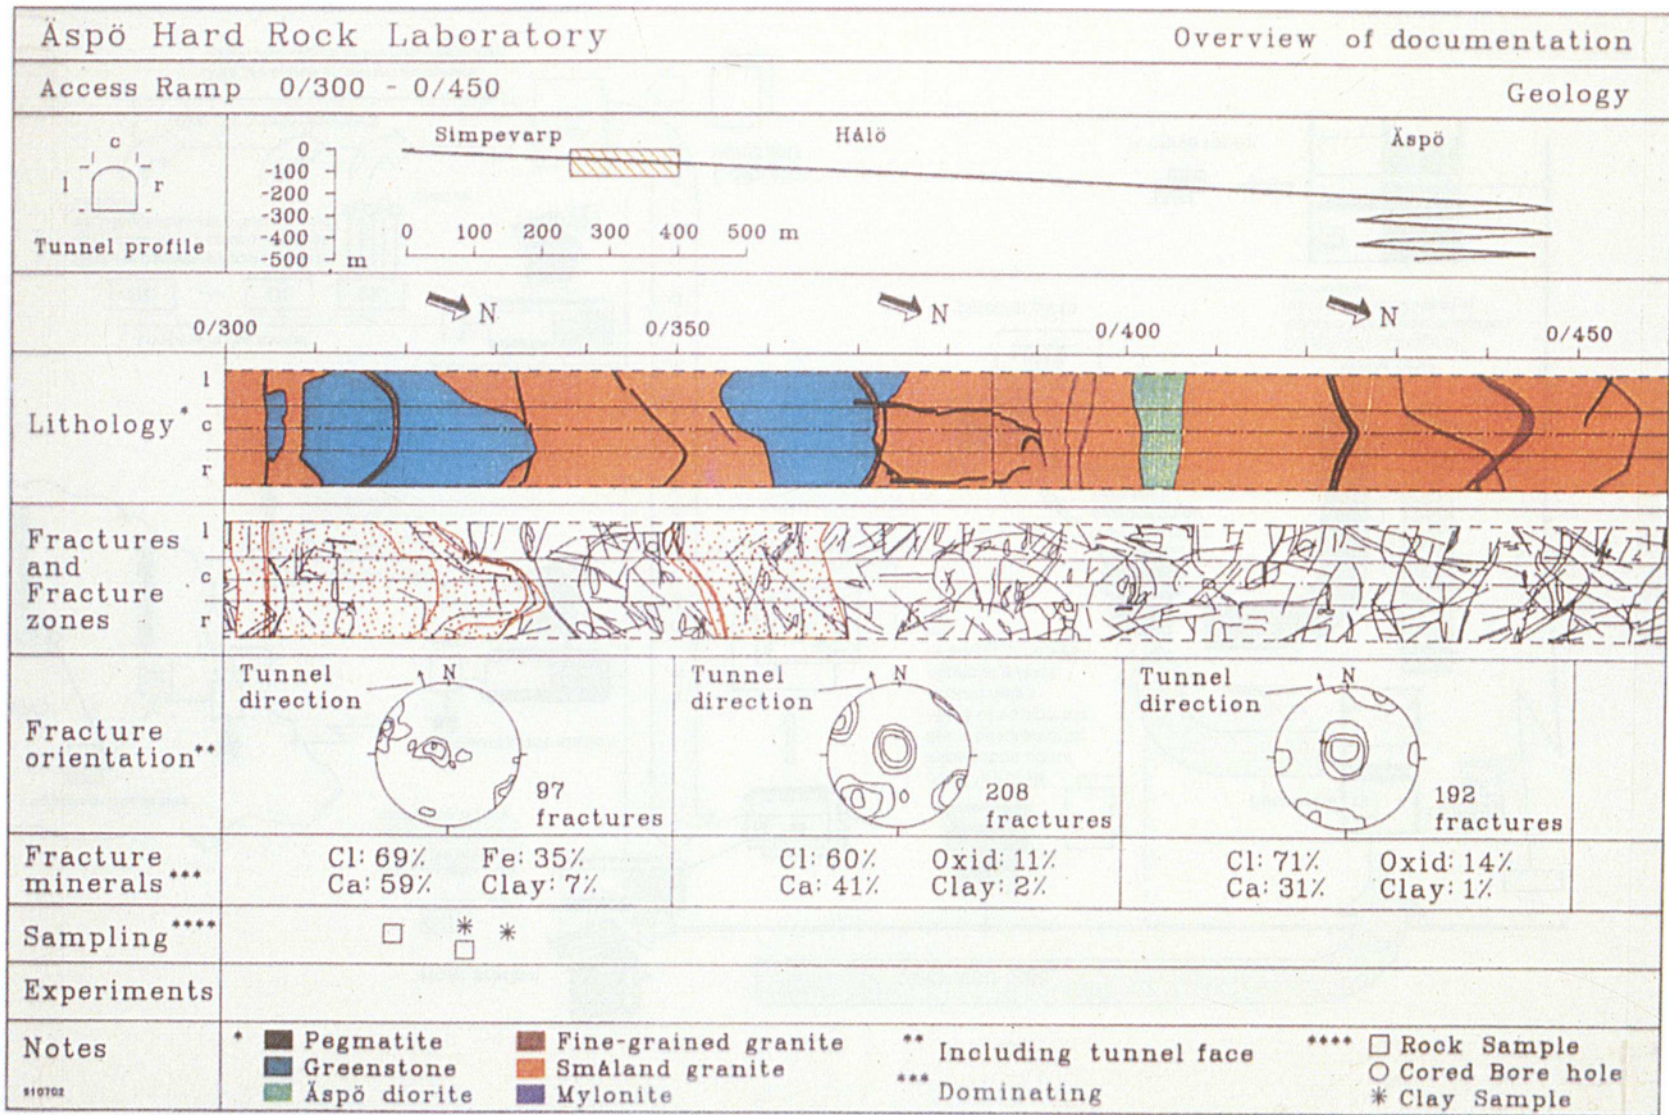 Äspö Hard Rock Laboratory Overview of documentation
Access Ramp 0/300 - 0/450 Geology
c
l r
Tunnel profile
0
-100
-200
-300
-400
-500 m
Simpevarp Hålö Äspö
0 100 200 300 400 500 m
N N N
0/300 0/350 0/400 0/450
Lithology*
l
c
r
Fractures
and
Fracture
zones
l
c
r
Fracture
orientation**
Tunnel
direction
N
97
fractures
Tunnel
direction
N
208
fractures
Tunnel
direction
N
192
fractures
Fracture
minerals***
Cl: 69% Fe: 35%
Ca: 59% Clay: 7%
Cl: 60% Oxid: 11%
Ca: 41% Clay: 2%
Cl: 71% Oxid: 14%
Ca: 31% Clay: 1%
Sampling****
Experiments
Notes
910702
*
Pegmatite
Greenstone
Äspö diorite
Fine-grained granite
Småland granite
Mylonite
** Including tunnel face
*** Dominating
**** Rock Sample
Cored Bore hole
Clay Sample